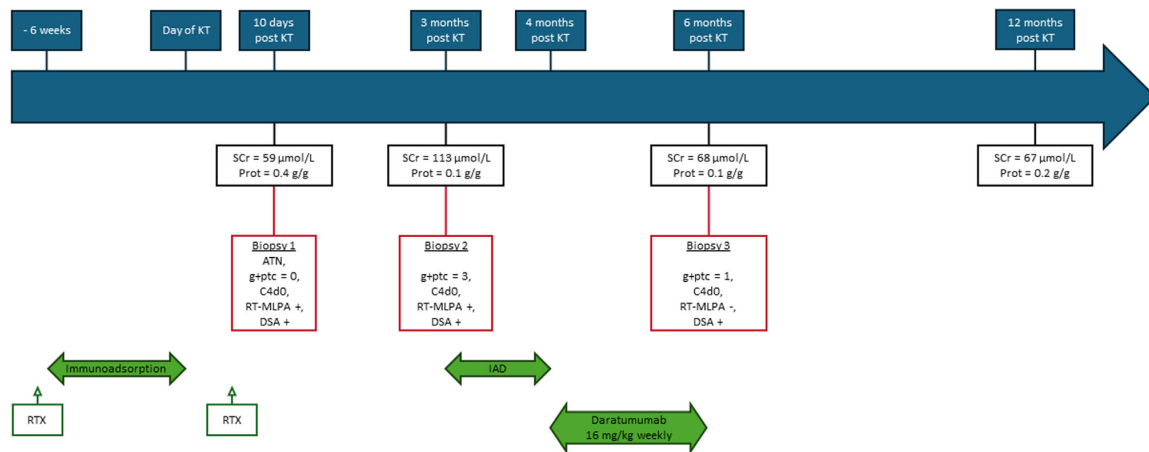 - 6 weeks
Day of KT
10 days
post KT
3 months
post KT
4 months
post KT
6 months
post KT
12 months
post KT
SCr = 59 µmol/L
Prot = 0.4 g/g
SCr = 113 µmol/L
Prot = 0.1 g/g
SCr = 68 µmol/L
Prot = 0.1 g/g
SCr = 67 µmol/L
Prot = 0.2 g/g
Biopsy 1
ATN,
g+ptc = 0,
C4d0,
RT-MLPA +,
DSA +
Biopsy 2
g+ptc = 3,
C4d0,
RT-MLPA +,
DSA +
Biopsy 3
g+ptc = 1,
C4d0,
RT-MLPA -,
DSA +
Immunoadsorption
IAD
RTX
RTX
Daratumumab
16 mg/kg weekly